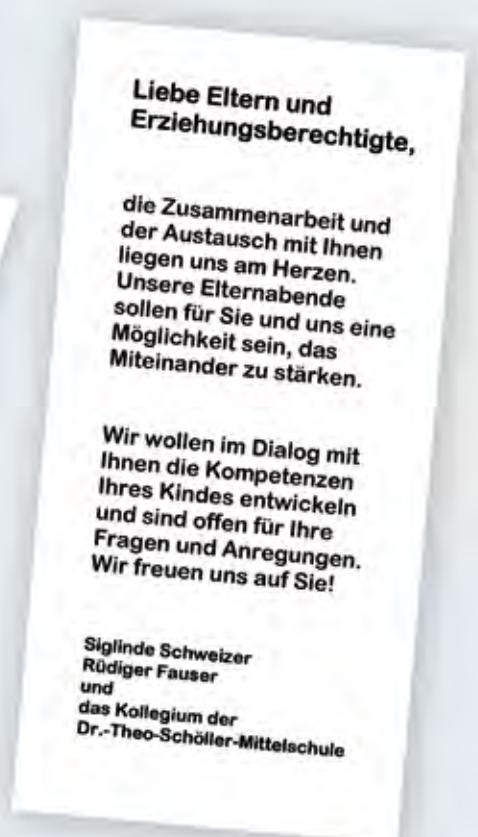 Liebe Eltern und
Erziehungsberechtigte,
die Zusammenarbeit und
der Austausch mit Ihnen
liegen uns am Herzen.
Unsere Elternabende
sollen für Sie und uns eine
Möglichkeit sein, das
Miteinander zu stärken.
Wir wollen im Dialog mit
Ihnen die Kompetenzen
Ihres Kindes entwickeln
und sind offen für Ihre
Fragen und Anregungen.
Wir freuen uns auf Sie!
Siglinde Schweizer
Rüdiger Fauser
und
das Kollegium der
Dr.-Theo-Schöller-Mittelschule